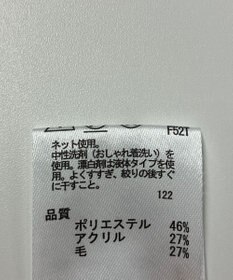 F52T
ネット使用。
中性洗剤（おしゃれ着洗い）を
使用。漂白剤は液体タイプを使
用。よくすすぎ、絞りの後すぐ
に干すこと。
122
品質
ポリエステル 46%
アクリル 27%
毛 27%